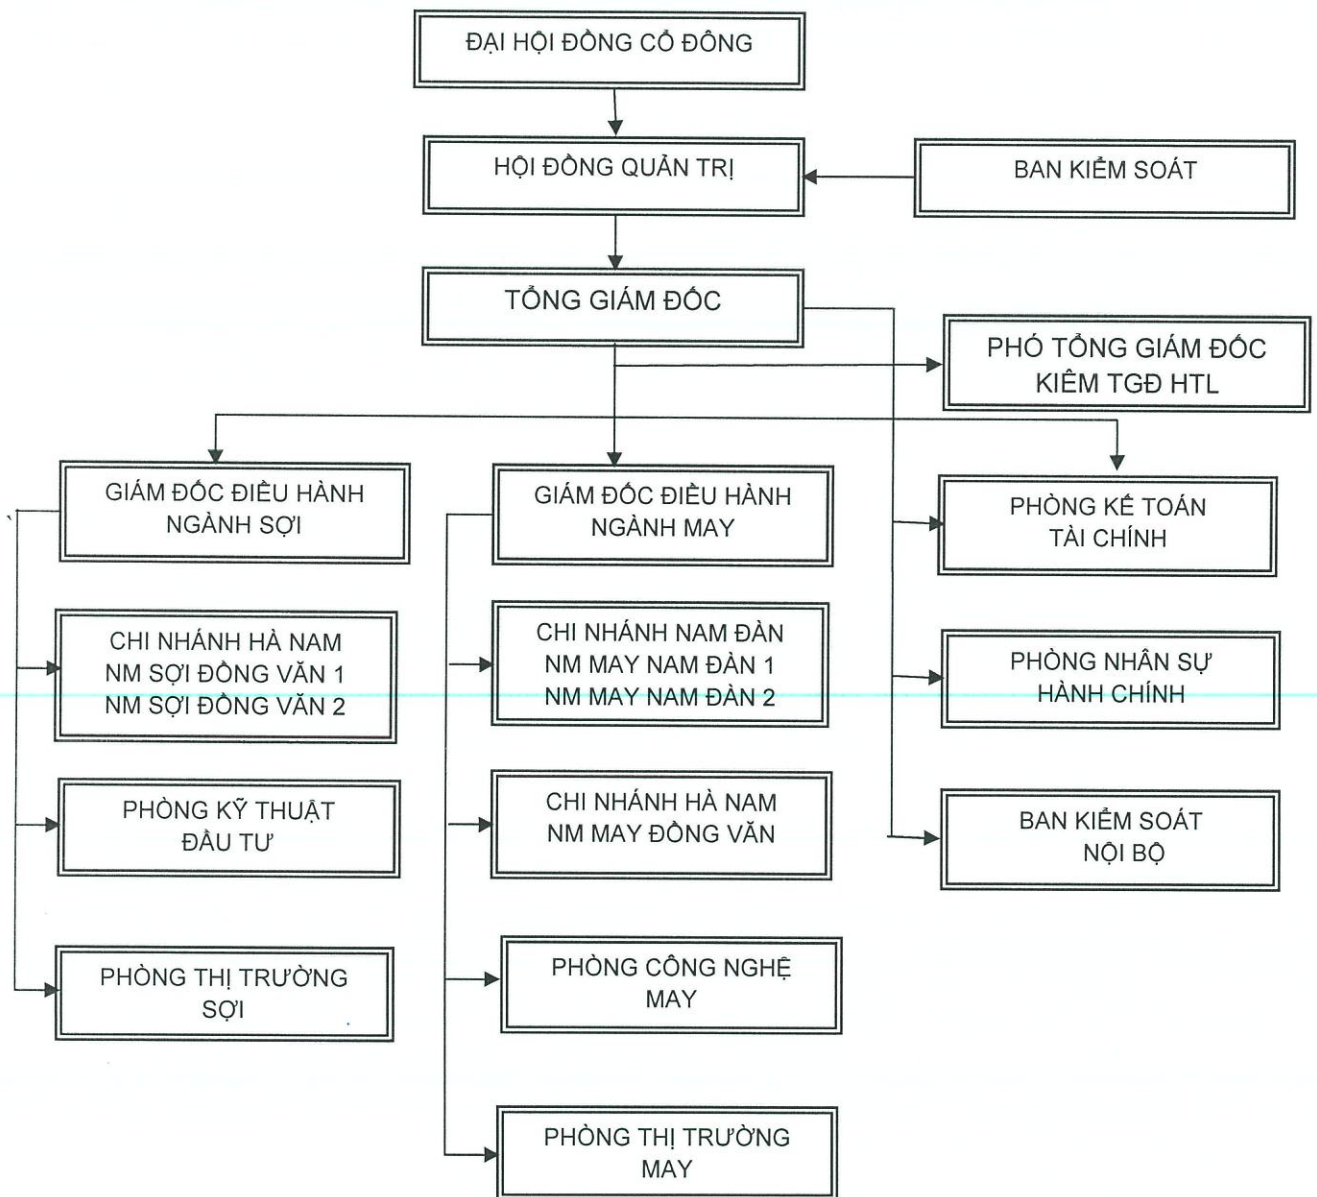 ĐẠI HỘI ĐỒNG CỔ ĐÔNG
HỘI ĐỒNG QUẢN TRỊ
BAN KIỂM SOÁT
TỔNG GIÁM ĐỐC
PHÓ TỔNG GIÁM ĐỐC
KIÊM TGĐ HTL
GIÁM ĐỐC ĐIỀU HÀNH
NGÀNH SỢI
GIÁM ĐỐC ĐIỀU HÀNH
NGÀNH MAY
PHÒNG KẾ TOÁN
TÀI CHÍNH
CHI NHÁNH HÀ NAM
NM SỢI ĐỒNG VĂN 1
NM SỢI ĐỒNG VĂN 2
CHI NHÁNH NAM ĐÀN
NM MAY NAM ĐÀN 1
NM MAY NAM ĐÀN 2
PHÒNG NHÂN SỰ
HÀNH CHÍNH
PHÒNG KỸ THUẬT
ĐẦU TƯ
CHI NHÁNH HÀ NAM
NM MAY ĐỒNG VĂN
BAN KIỂM SOÁT
NỘI BỘ
PHÒNG THỊ TRƯỜNG
SỢI
PHÒNG CÔNG NGHỆ
MAY
PHÒNG THỊ TRƯỜNG
MAY